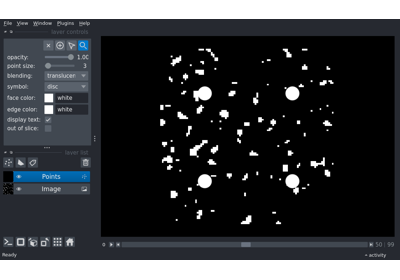 File View Window Plugins Help
layer controls
opacity: 1.00
point size: 3
blending: translucen
symbol: disc
face color: white
edge color: white
display text: ✓
out of slice:
layer list
Points
Image
50 99
Ready
activity